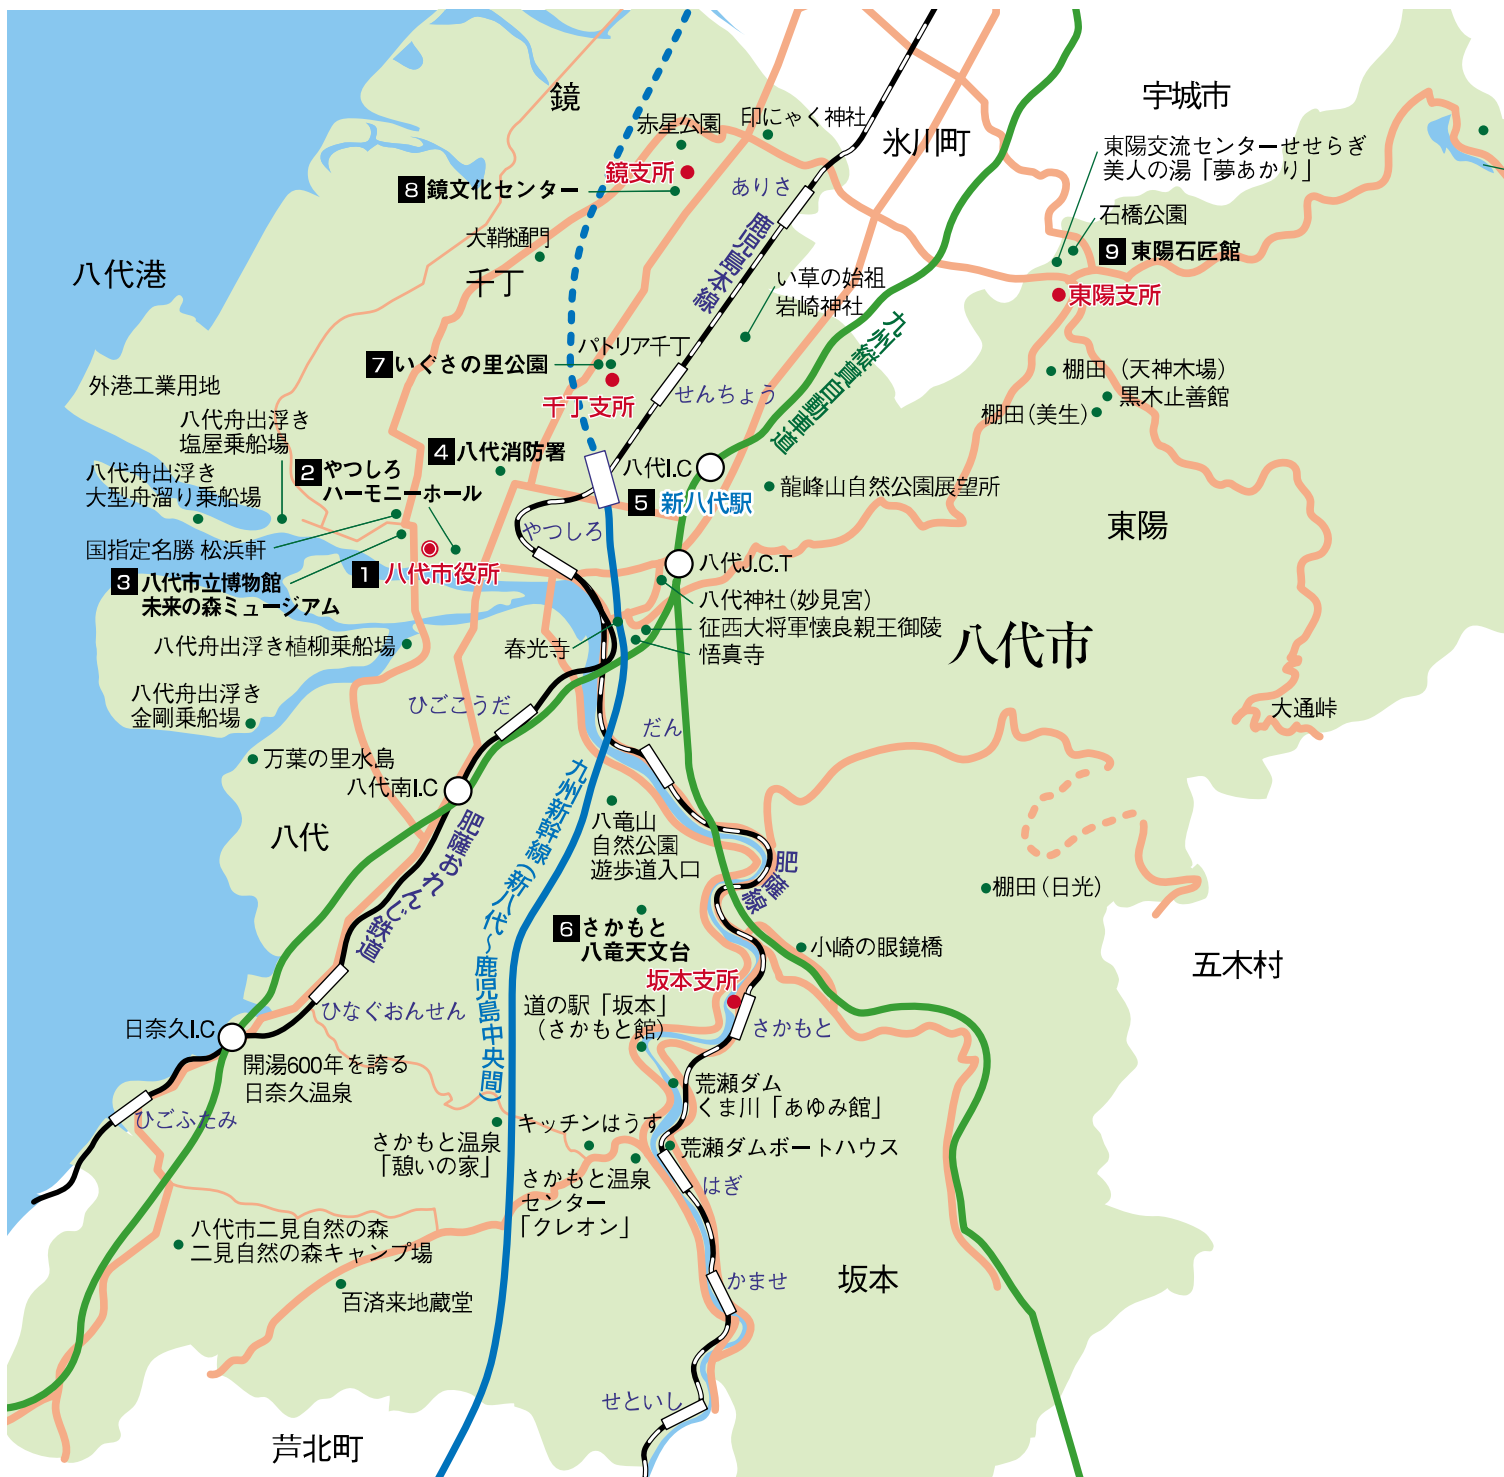 鏡
宇城市
赤星公園
印にゃく神社
氷川町
東陽交流センターせせらぎ
美人の湯「夢あかり」
鏡支所
8 鏡文化センター
ありさ
石橋公園
大鞘樋門
鹿児島本線
9 東陽石匠館
八代港
千丁
い草の始祖
岩崎神社
東陽支所
九州縦貫自動車道
パトリア千丁
7 いぐさの里公園
棚田（天神木場）
外港工業用地
せんちょう
黒木止善館
千丁支所
棚田(美生)
八代舟出浮き
塩屋乗船場
4 八代消防署
八代舟出浮き
大型舟溜り乗船場
2 やつしろ
ハーモニーホール
八代I.C
5 新八代駅
龍峰山自然公園展望所
東陽
やつしろ
国指定名勝 松浜軒
1 八代市役所
八代J.C.T
3 八代市立博物館
未来の森ミュージアム
八代神社(妙見宮)
征西大将軍懐良親王御陵
悟真寺
八代市
八代舟出浮き植柳乗船場
春光寺
八代舟出浮き
金剛乗船場
ひごこうだ
だん
大通峠
万葉の里水島
八代南I.C
九州新幹線(新八代～鹿児島中央間)
八代
肥薩おれんじ鉄道
八竜山
自然公園
遊歩道入口
肥薩線
棚田(日光)
6 さかもと
八竜天文台
小崎の眼鏡橋
五木村
坂本支所
ひなぐおんせん
道の駅「坂本」
(さかもと館)
さかもと
日奈久I.C
開湯600年を誇る
日奈久温泉
荒瀬ダム
くま川「あゆみ館」
ひごふたみ
さかもと温泉
「憩いの家」
キッチンはうす
荒瀬ダムボートハウス
さかもと温泉
センター
「クレオン」
はぎ
八代市二見自然の森
二見自然の森キャンプ場
かませ
坂本
百済来地蔵堂
せといし
芦北町